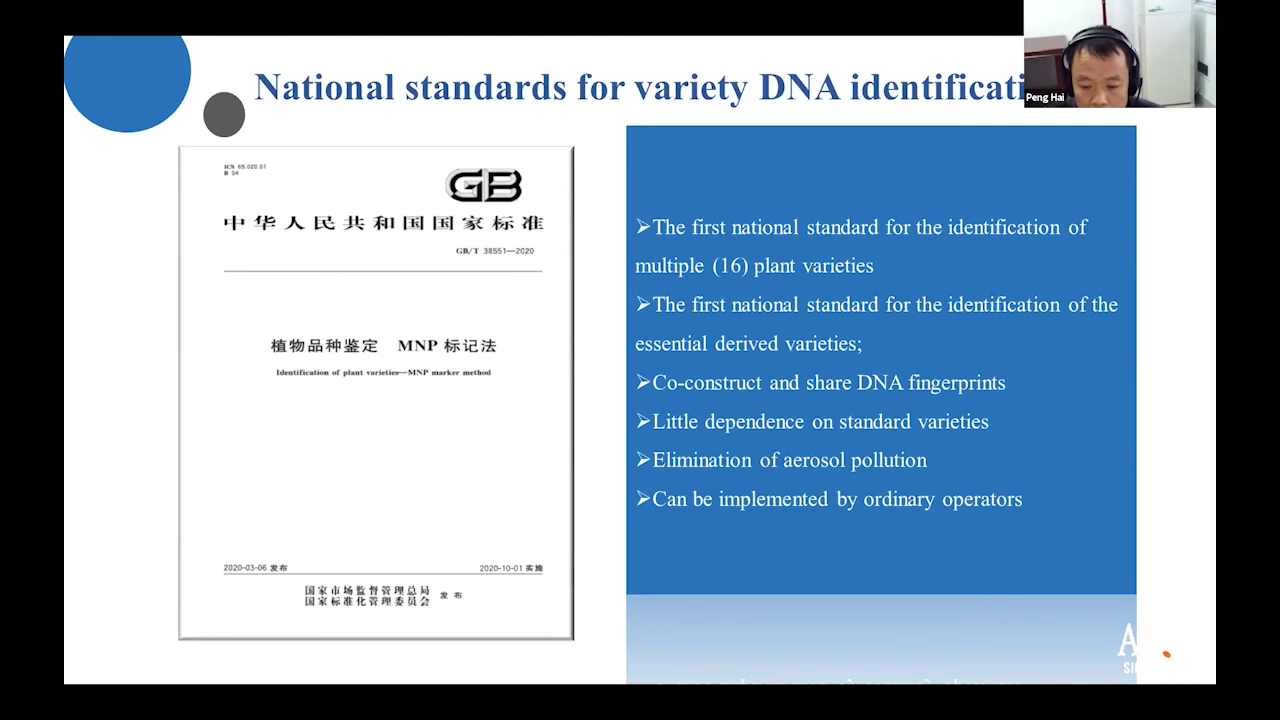 National standards for variety DNA identificati
Peng Hai
ICS 65.020.01
B 04
GB
中华人民共和国国家标准
GB/T 38551—2020
植物品种鉴定 MNP 标记法
Identification of plant varieties—MNP marker method
2020-03-06 发布
2020-10-01 实施
国家市场监督管理总局
国家标准化管理委员会 发布
➢The first national standard for the identification of
multiple (16) plant varieties
➢The first national standard for the identification of the
essential derived varieties;
➢Co-construct and share DNA fingerprints
➢Little dependence on standard varieties
➢Elimination of aerosol pollution
➢Can be implemented by ordinary operators